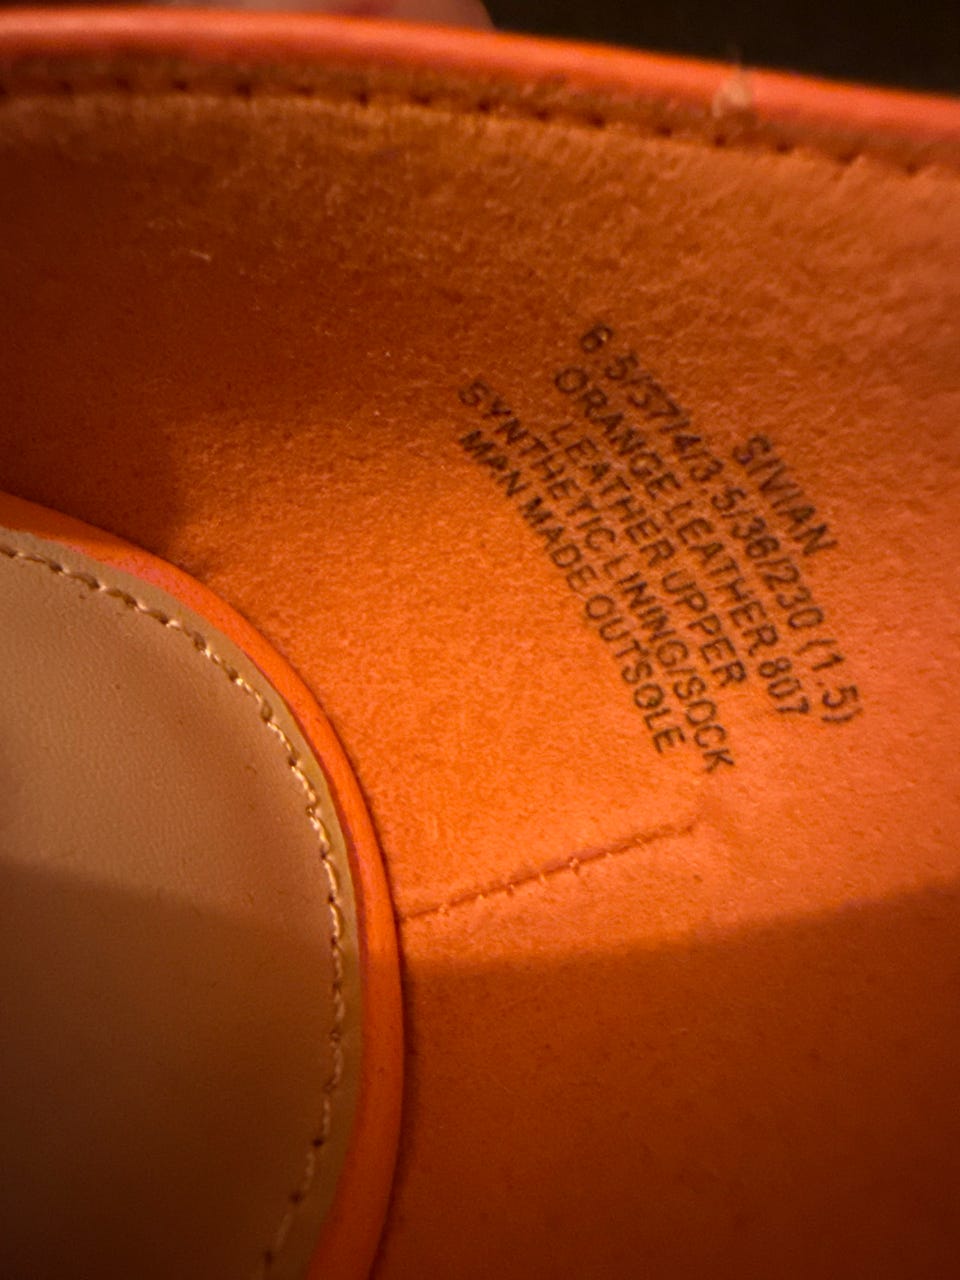 SIVIAN
6.5/37/4/3.5/36/230 (1.5)
ORANGE LEATHER 807
LEATHER UPPER
SYNTHETIC LINING/SOCK
MAN MADE OUTSOLE